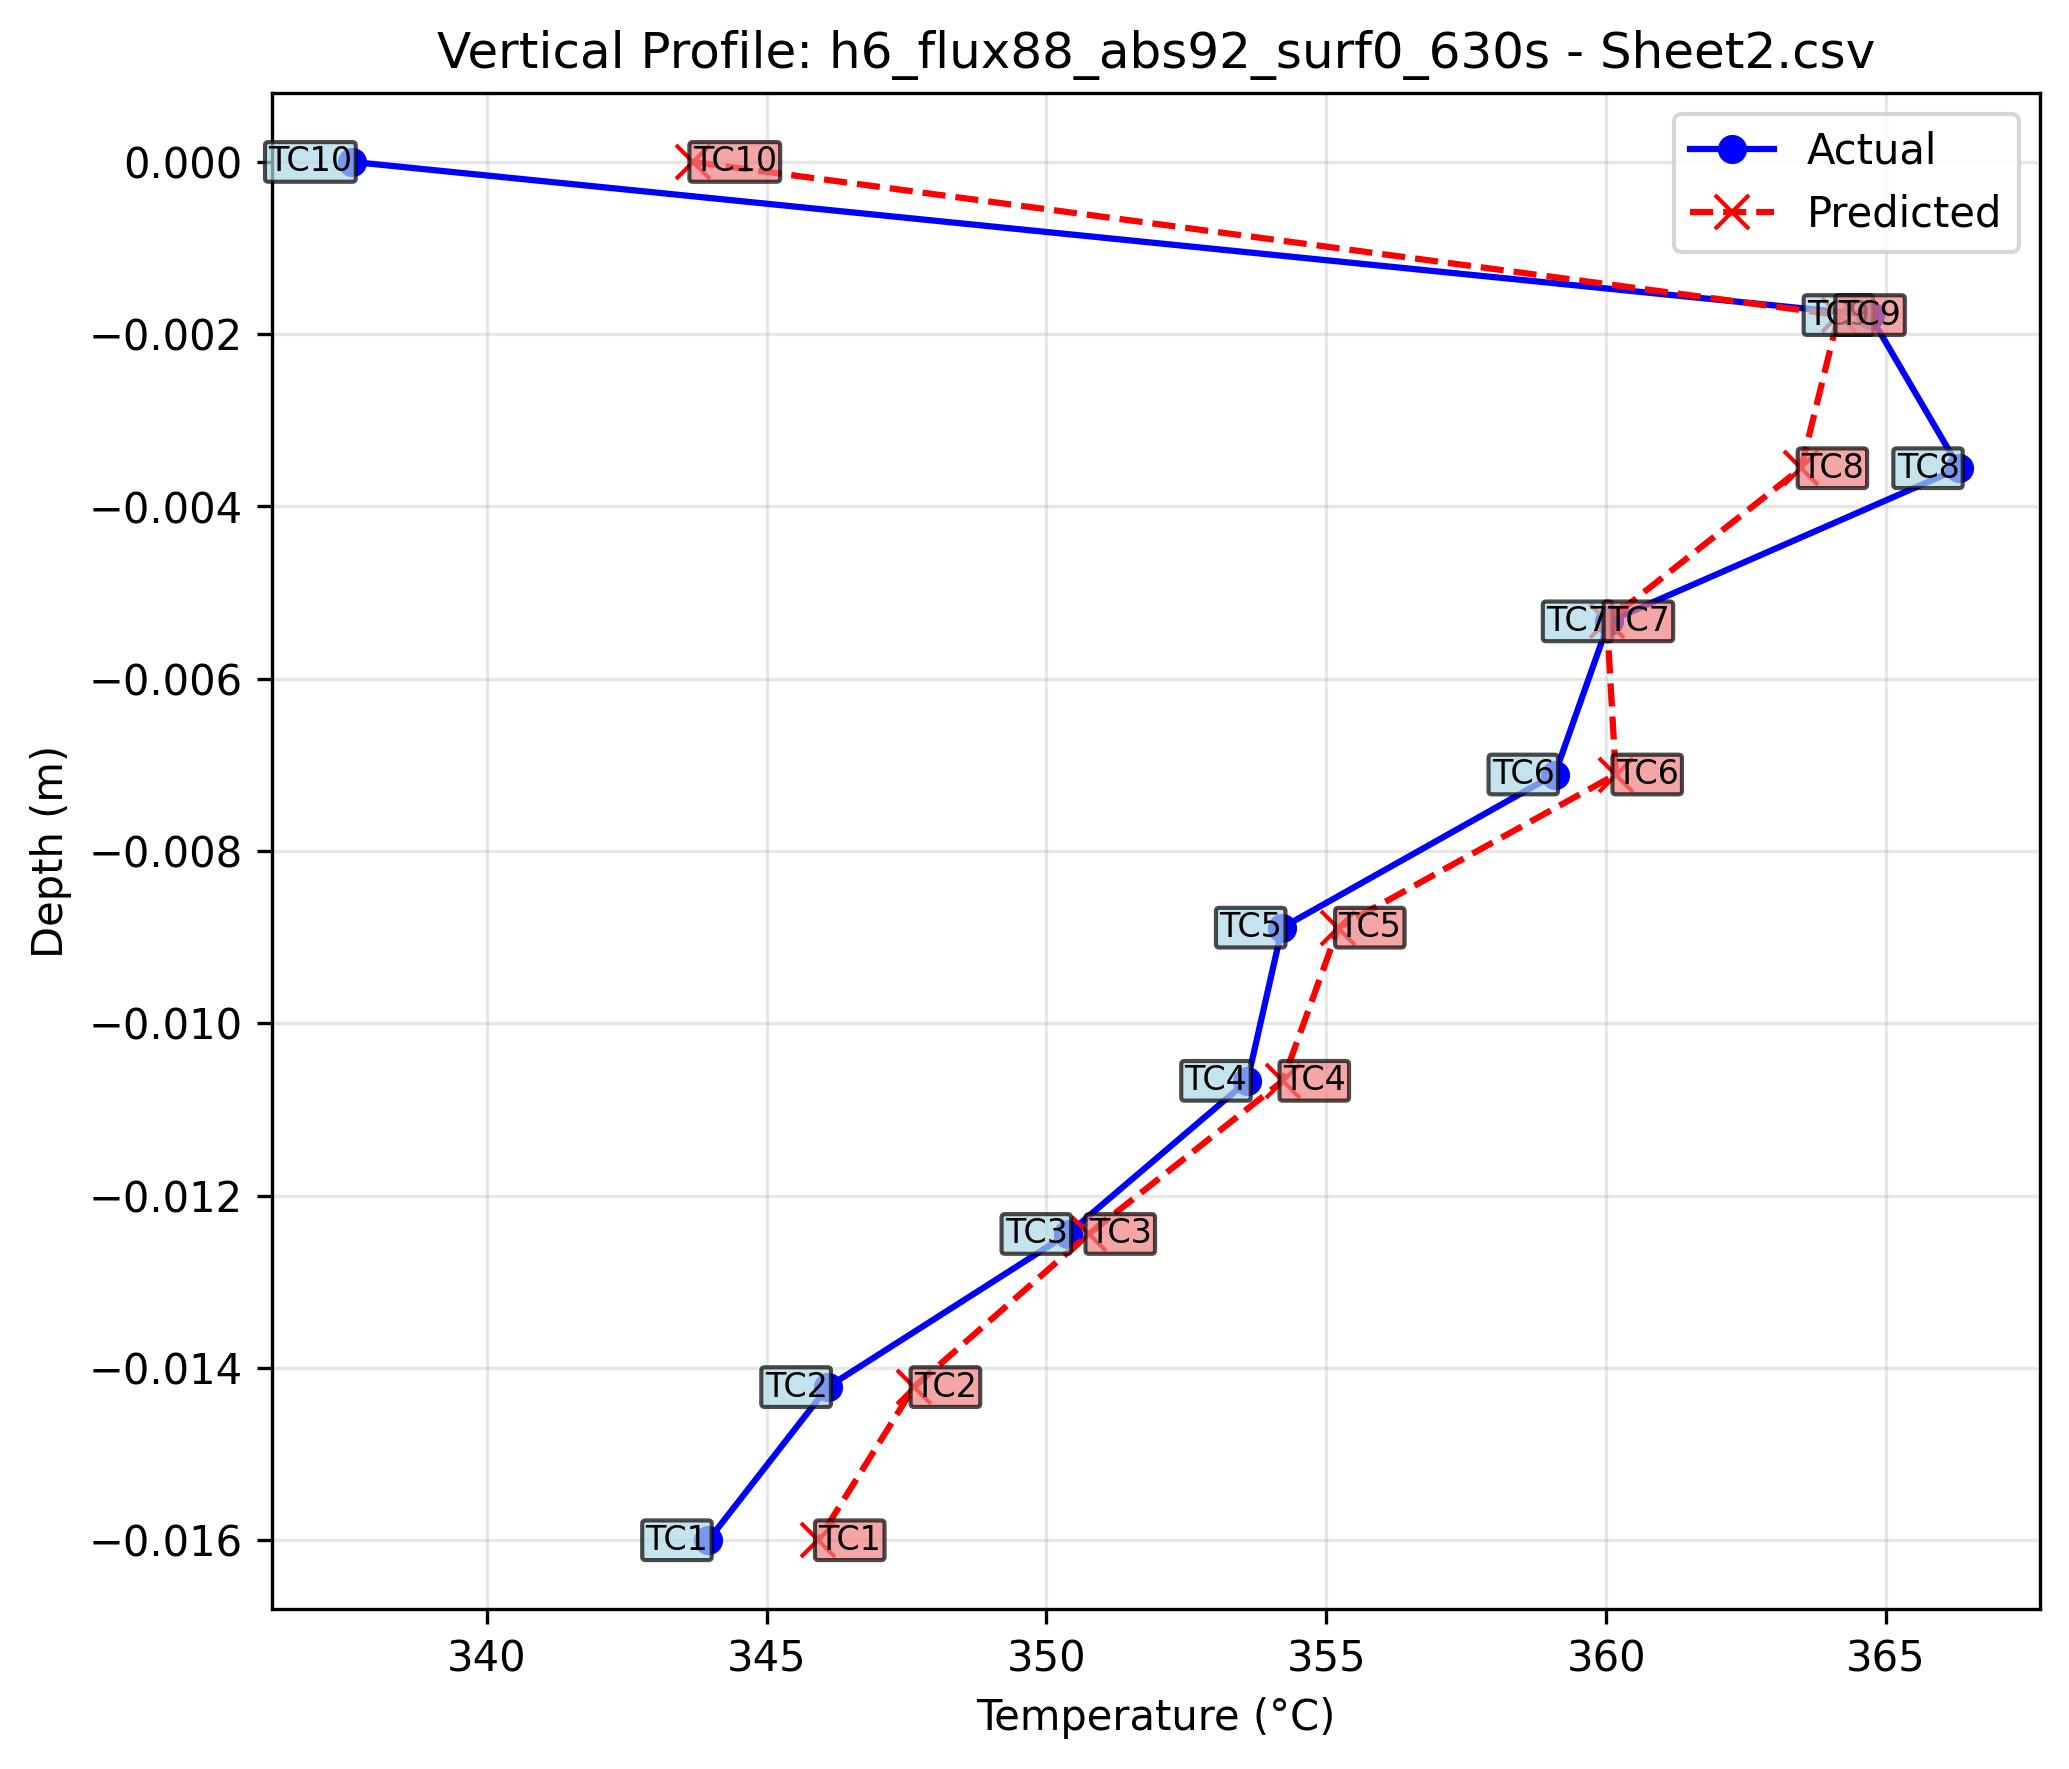 Vertical Profile: h6_flux88_abs92_surf0_630s - Sheet2.csv
Actual
Predicted
0.000
−0.002
−0.004
−0.006
−0.008
−0.010
−0.012
−0.014
−0.016
Depth (m)
TC10 TC10
TC9 TC9
TC8 TC8
TC7 TC7
TC6 TC6
TC5 TC5
TC4 TC4
TC3 TC3
TC2 TC2
TC1 TC1
340 345 350 355 360 365
Temperature (°C)